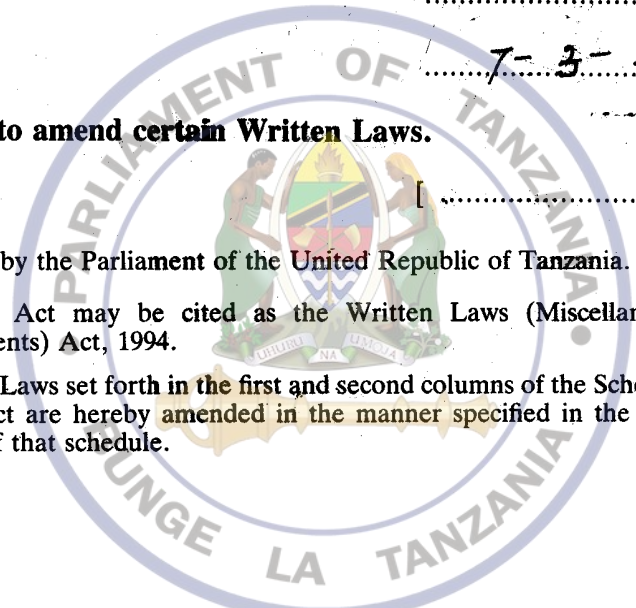 7-3-
to amend certain Written Laws.
[
by the Parliament of the United Republic of Tanzania.
Act may be cited as the Written Laws (Miscellan
ents) Act, 1994.
Laws set forth in the first and second columns of the Sche
ct are hereby amended in the manner specified in the
f that schedule.
PARLIAMENT OF TANZANIA
UHURU NA UMOJA
BUNGE LA TANZANIA